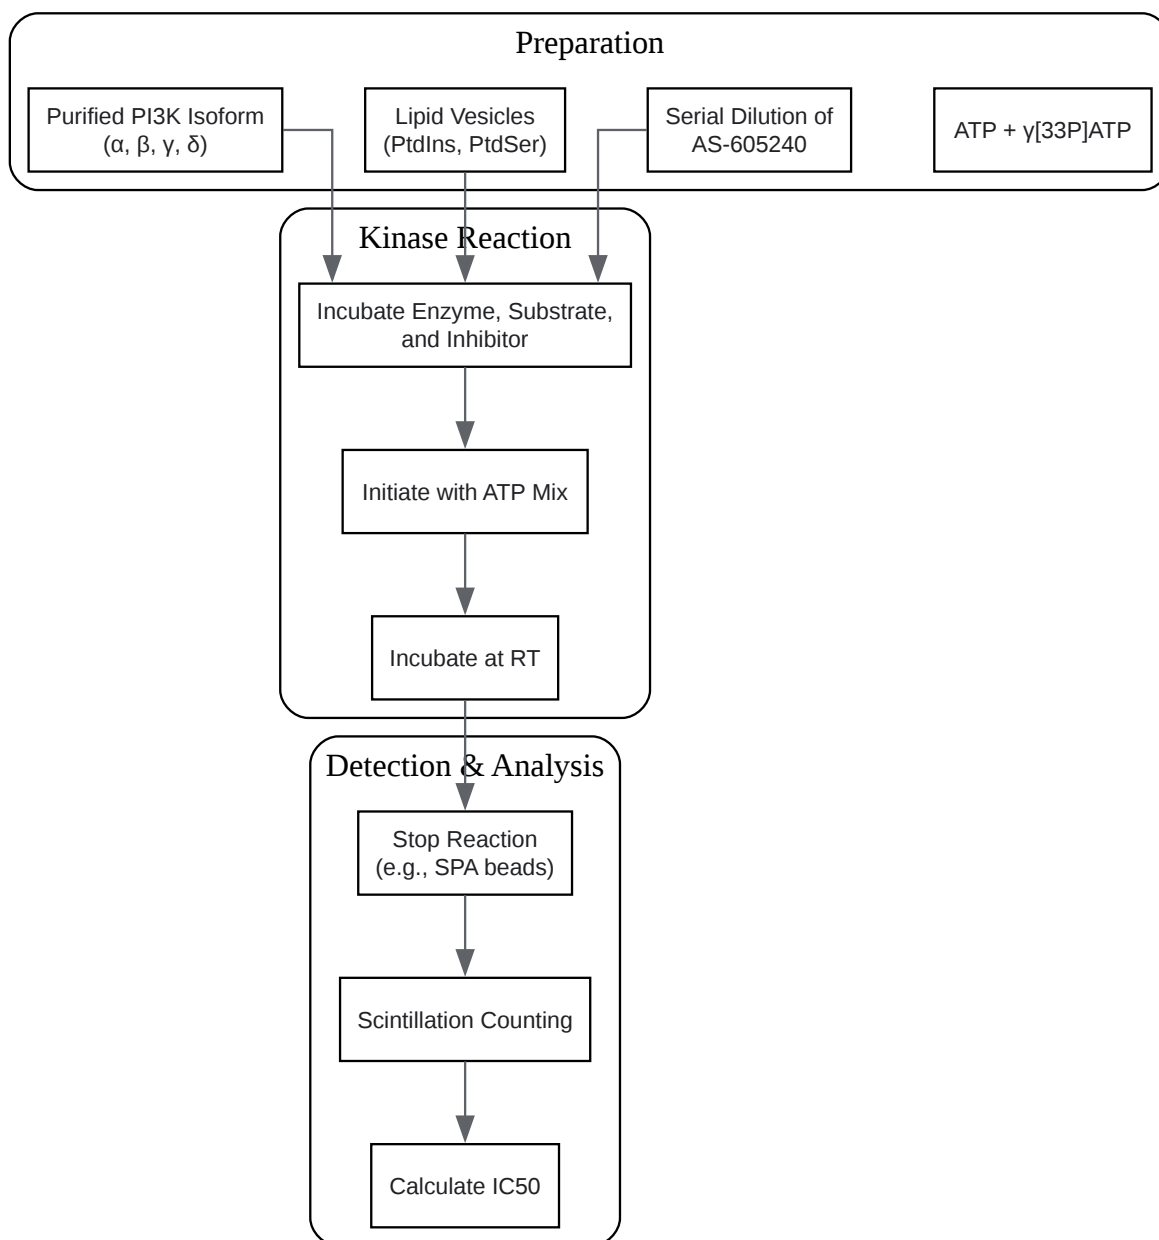 Preparation
Purified PI3K Isoform
(α, β, γ, δ)
Lipid Vesicles
(PtdIns, PtdSer)
Serial Dilution of
AS-605240
ATP + γ[33P]ATP
Kinase Reaction
Incubate Enzyme, Substrate,
and Inhibitor
Initiate with ATP Mix
Incubate at RT
Detection & Analysis
Stop Reaction
(e.g., SPA beads)
Scintillation Counting
Calculate IC50